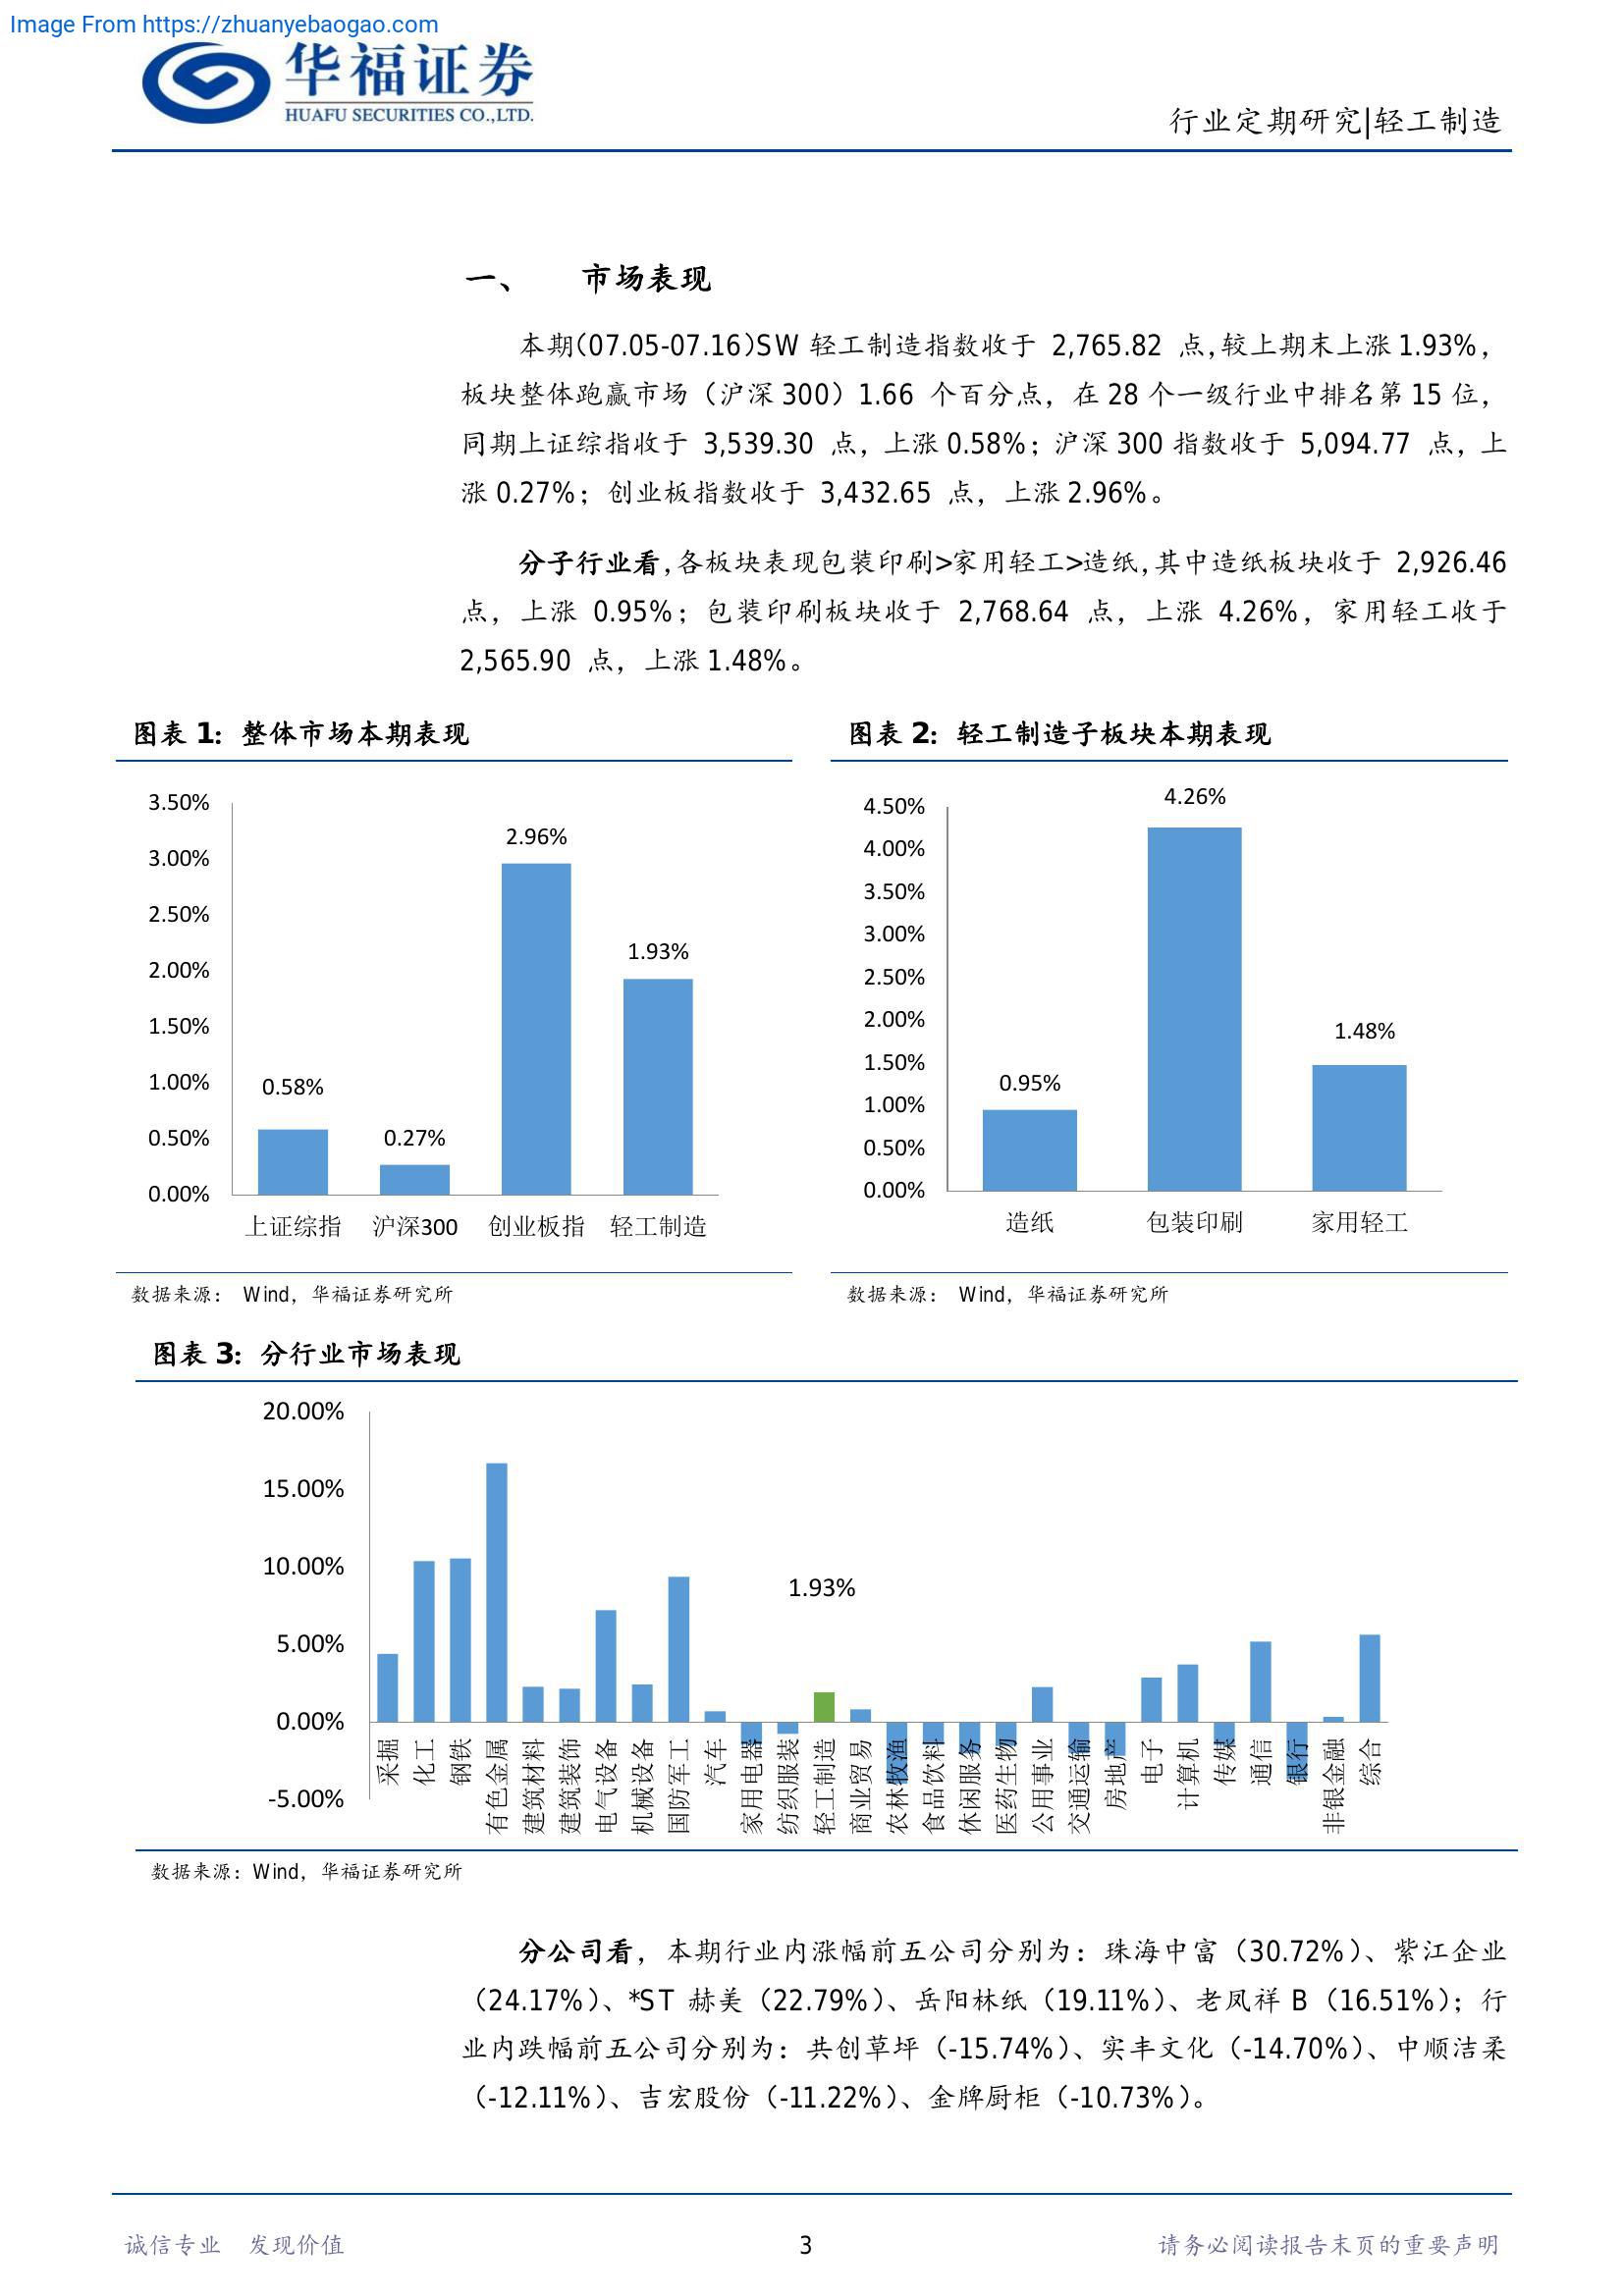 Image From https://zhuanyebaogao.com
华福证券
HUAFU SECURITIES CO.,LTD.
行业定期研究|轻工制造
一、 市场表现
本期(07.05-07.16)SW 轻工制造指数收于 2,765.82 点,较上期末上涨1.93%，
板块整体跑赢市场（沪深 300）1.66 个百分点，在 28 个一级行业中排名第 15 位，
同期上证综指收于 3,539.30 点，上涨 0.58%；沪深 300 指数收于 5,094.77 点，上
涨 0.27%；创业板指数收于 3,432.65 点，上涨 2.96%。
分子行业看,各板块表现包装印刷>家用轻工>造纸,其中造纸板块收于 2,926.46
点，上涨 0.95%；包装印刷板块收于 2,768.64 点，上涨 4.26%，家用轻工收于
2,565.90 点，上涨 1.48%。
图表 1：整体市场本期表现
3.50%
3.00%
2.50%
2.00%
1.50%
1.00%
0.50%
0.00%
0.58%
0.27%
2.96%
1.93%
上证综指 沪深300 创业板指 轻工制造
数据来源： Wind，华福证券研究所
图表 2：轻工制造子板块本期表现
4.50%
4.00%
3.50%
3.00%
2.50%
2.00%
1.50%
1.00%
0.50%
0.00%
0.95%
4.26%
1.48%
造纸 包装印刷 家用轻工
数据来源： Wind，华福证券研究所
图表 3：分行业市场表现
20.00%
15.00%
10.00%
5.00%
0.00%
-5.00%
1.93%
采掘
化工
钢铁
有色金属
建筑材料
建筑装饰
电气设备
机械设备
国防军工
汽车
家用电器
纺织服装
轻工制造
商业贸易
农林牧渔
食品饮料
休闲服务
医药生物
公用事业
交通运输
房地产
电子
计算机
传媒
通信
银行
非银金融
综合
数据来源：Wind，华福证券研究所
分公司看，本期行业内涨幅前五公司分别为：珠海中富（30.72%）、紫江企业
（24.17%）、*ST 赫美（22.79%）、岳阳林纸（19.11%）、老凤祥 B（16.51%）；行
业内跌幅前五公司分别为：共创草坪（-15.74%）、实丰文化（-14.70%）、中顺洁柔
（-12.11%）、吉宏股份（-11.22%）、金牌厨柜（-10.73%）。
诚信专业 发现价值
3
请务必阅读报告末页的重要声明